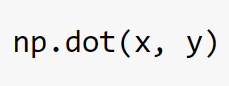 np.dot(x, y)